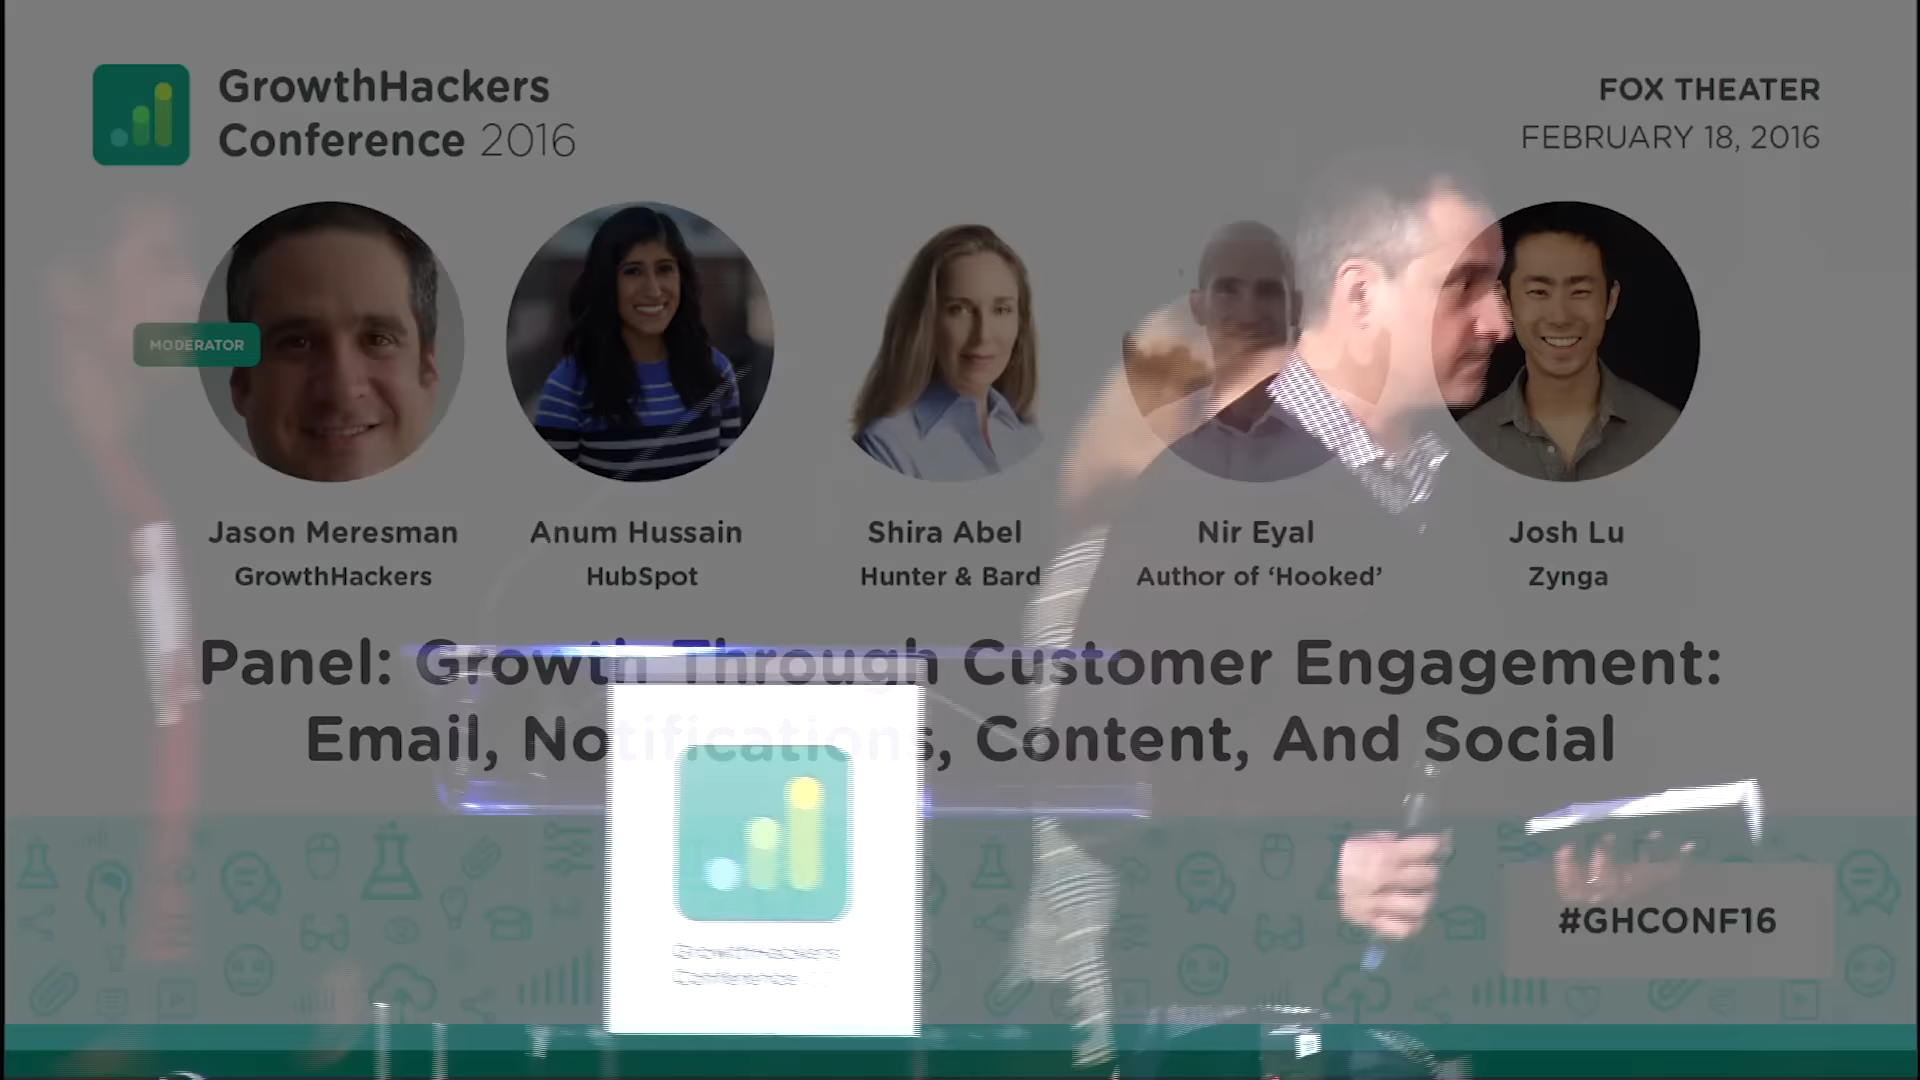 GrowthHackers
Conference 2016
FOX THEATER
FEBRUARY 18, 2016
MODERATOR
Jason Meresman
GrowthHackers
Anum Hussain
HubSpot
Shira Abel
Hunter & Bard
Nir Eyal
Author of ‘Hooked’
Josh Lu
Zynga
Panel: Growth Through Customer Engagement:
Email, Notifications, Content, And Social
GrowthHackers
Conference
#GHCONF16